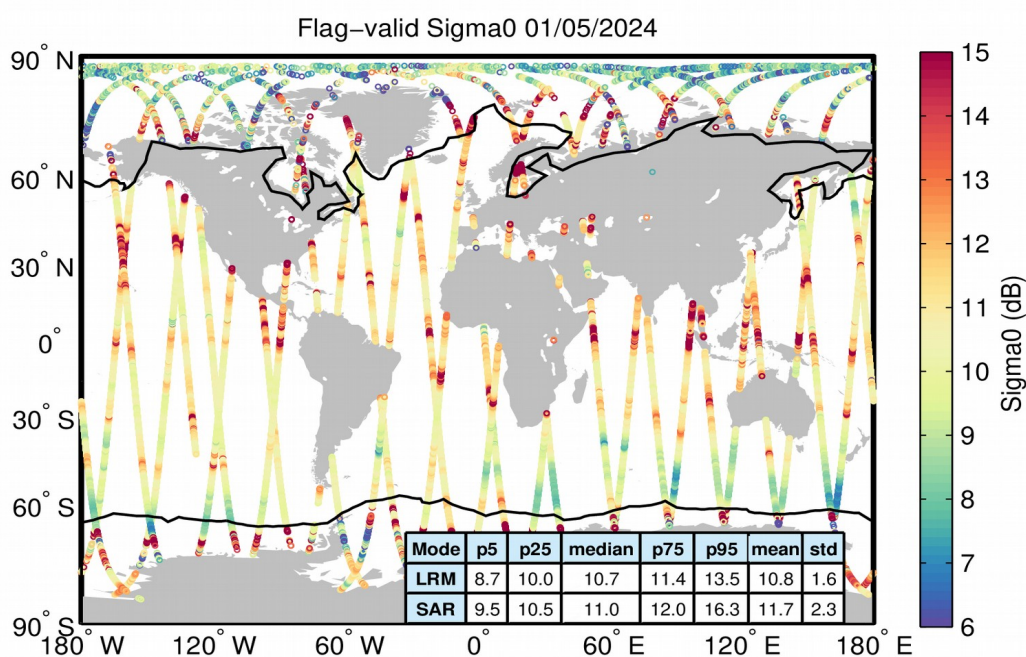 Flag−valid Sigma0 01/05/2024
90° N
60° N
30° N
0°
30° S
60° S
90° S
180° W
120° W
60° W
0°
60° E
120° E
180° E
Mode p5 p25 median p75 p95 mean std
LRM 8.7 10.0 10.7 11.4 13.5 10.8 1.6
SAR 9.5 10.5 11.0 12.0 16.3 11.7 2.3
15
14
13
12
11
10
9
8
7
6
Sigma0 (dB)